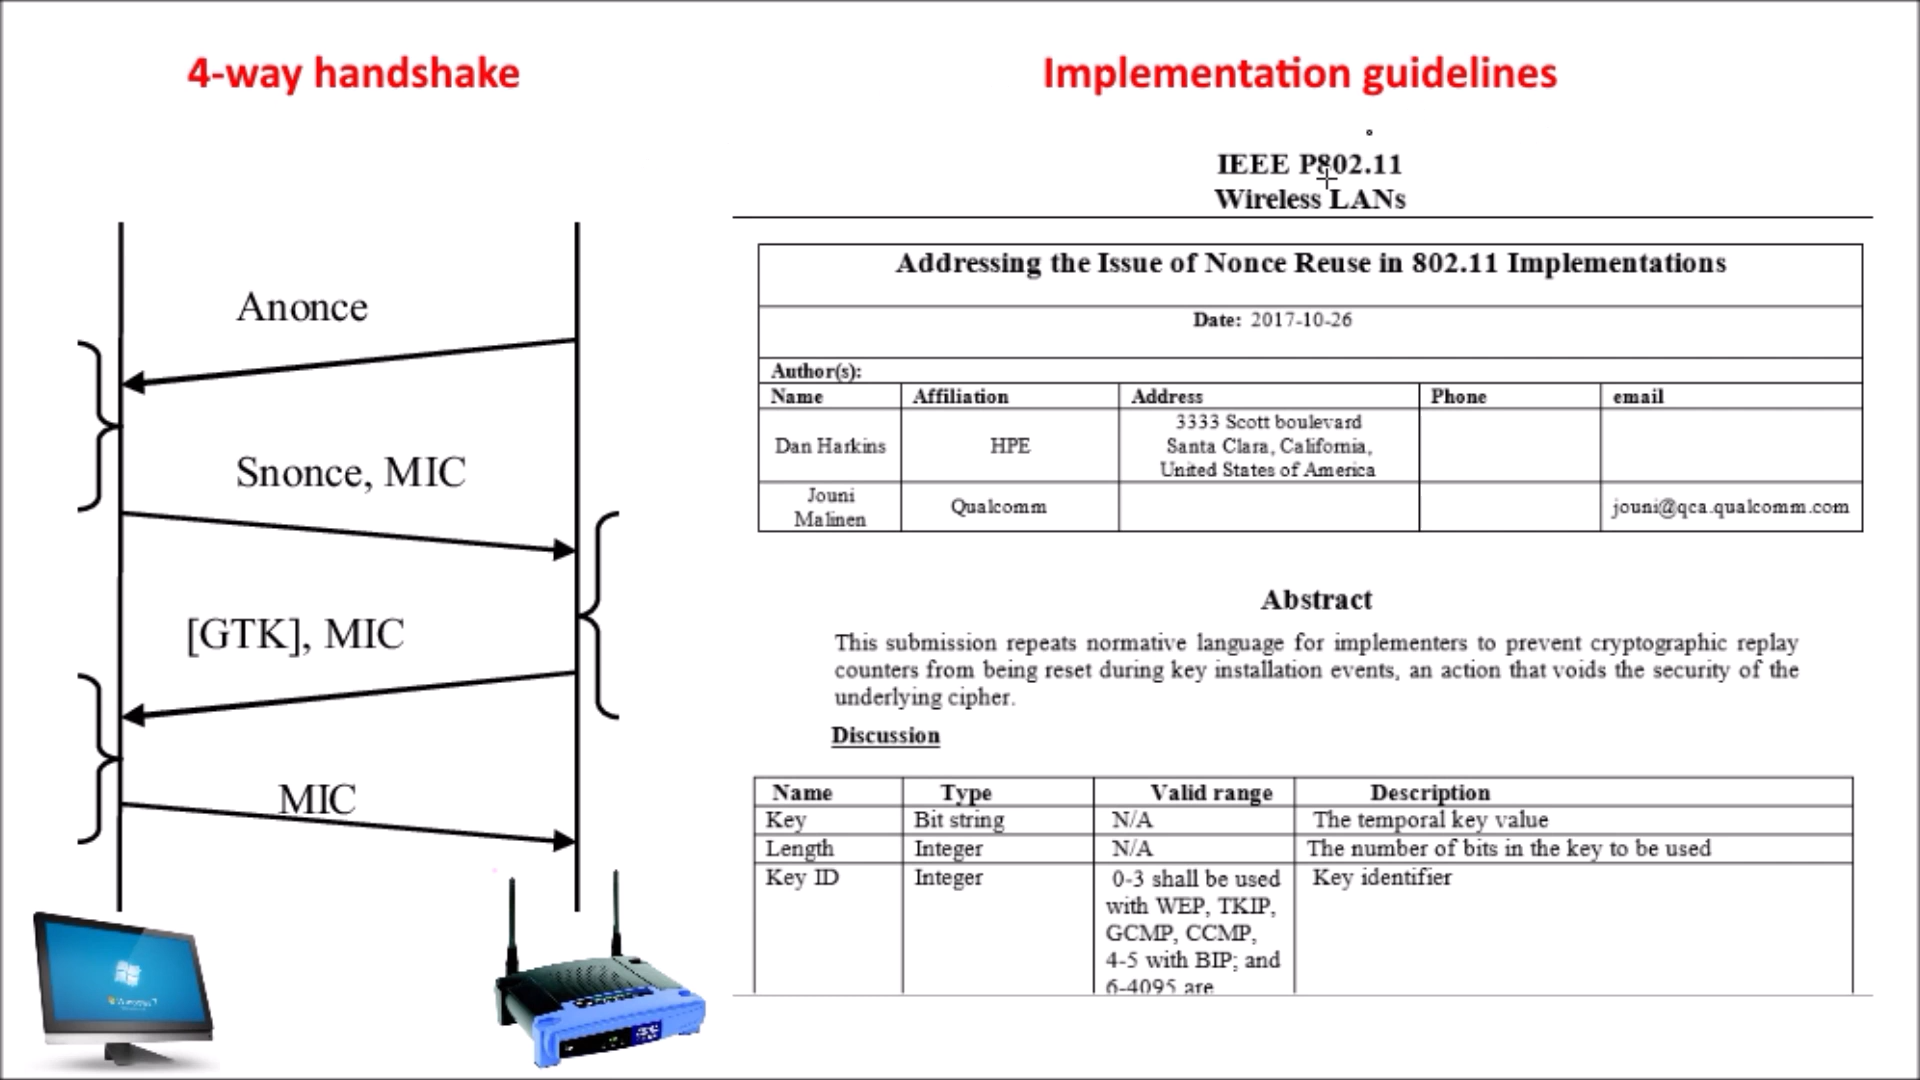 4-way handshake
Implementation guidelines
Anonce
Snonce, MIC
[GTK], MIC
MIC
IEEE P802.11
Wireless LANs
Addressing the Issue of Nonce Reuse in 802.11 Implementations
Date: 2017-10-26
Author(s):
Name Affiliation Address Phone email
Dan Harkins HPE 3333 Scott boulevard
Santa Clara, California,
United States of America
Jouni
Malinen Qualcomm jouni@qca.qualcomm.com
Abstract
This submission repeats normative language for implementers to prevent cryptographic replay
counters from being reset during key installation events, an action that voids the security of the
underlying cipher.
Discussion
Name Type Valid range Description
Key Bit string N/A The temporal key value
Length Integer N/A The number of bits in the key to be used
Key ID Integer 0-3 shall be used Key identifier
with WEP, TKIP,
GCMP, CCMP,
4-5 with BIP; and
6-4095 are